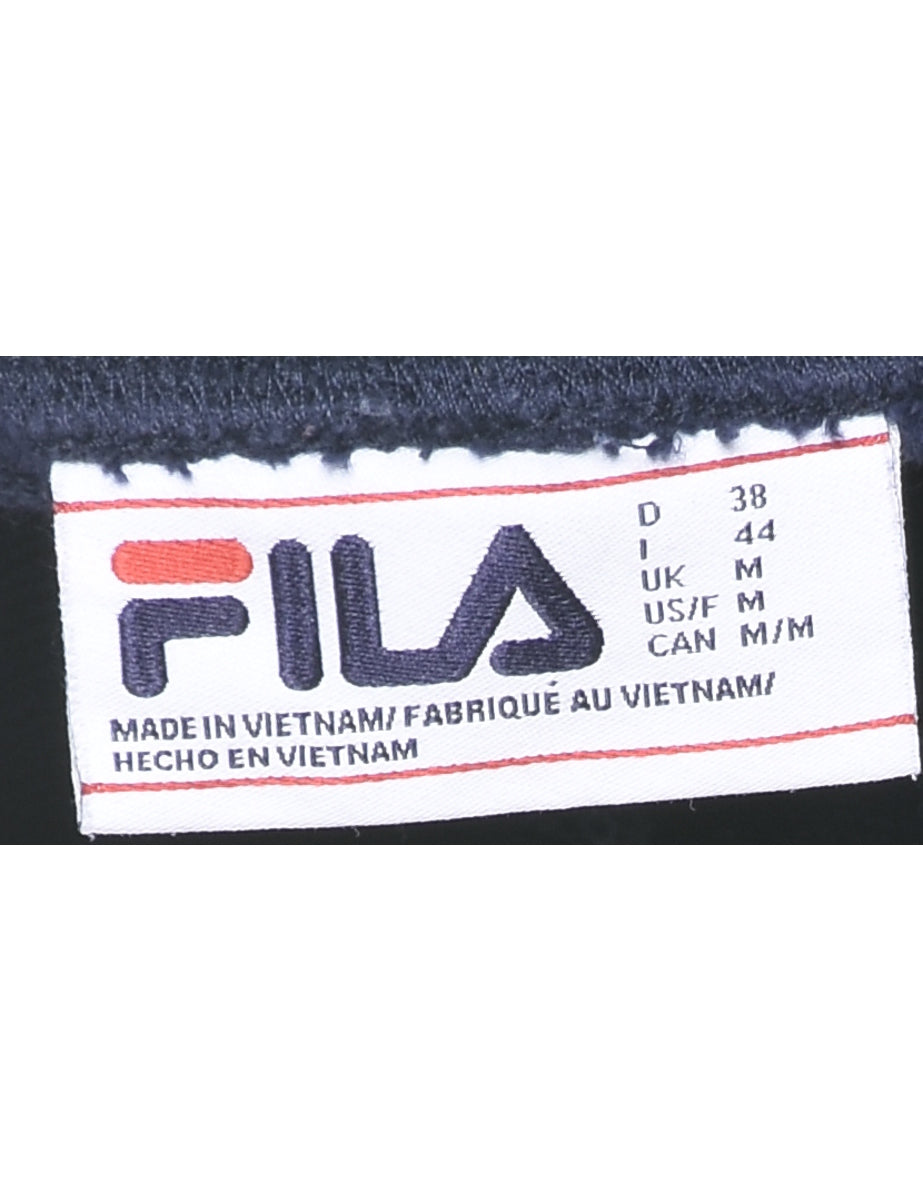 FILA
D 38
I 44
UK M
US/F M
CAN M/M
MADE IN VIETNAM/ FABRIQUÉ AU VIETNAM/
HECHO EN VIETNAM